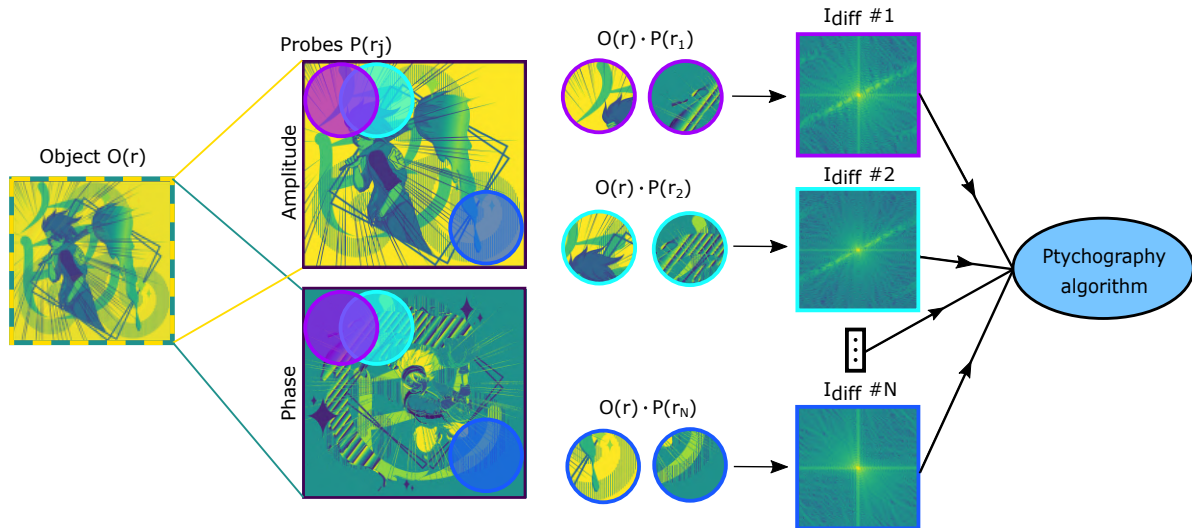 Object O(r)
Probes P(rj)
Amplitude
Phase
O(r) · P(r1)
Idiff #1
O(r) · P(r2)
Idiff #2
O(r) · P(rN)
Idiff #N
Ptychography
algorithm